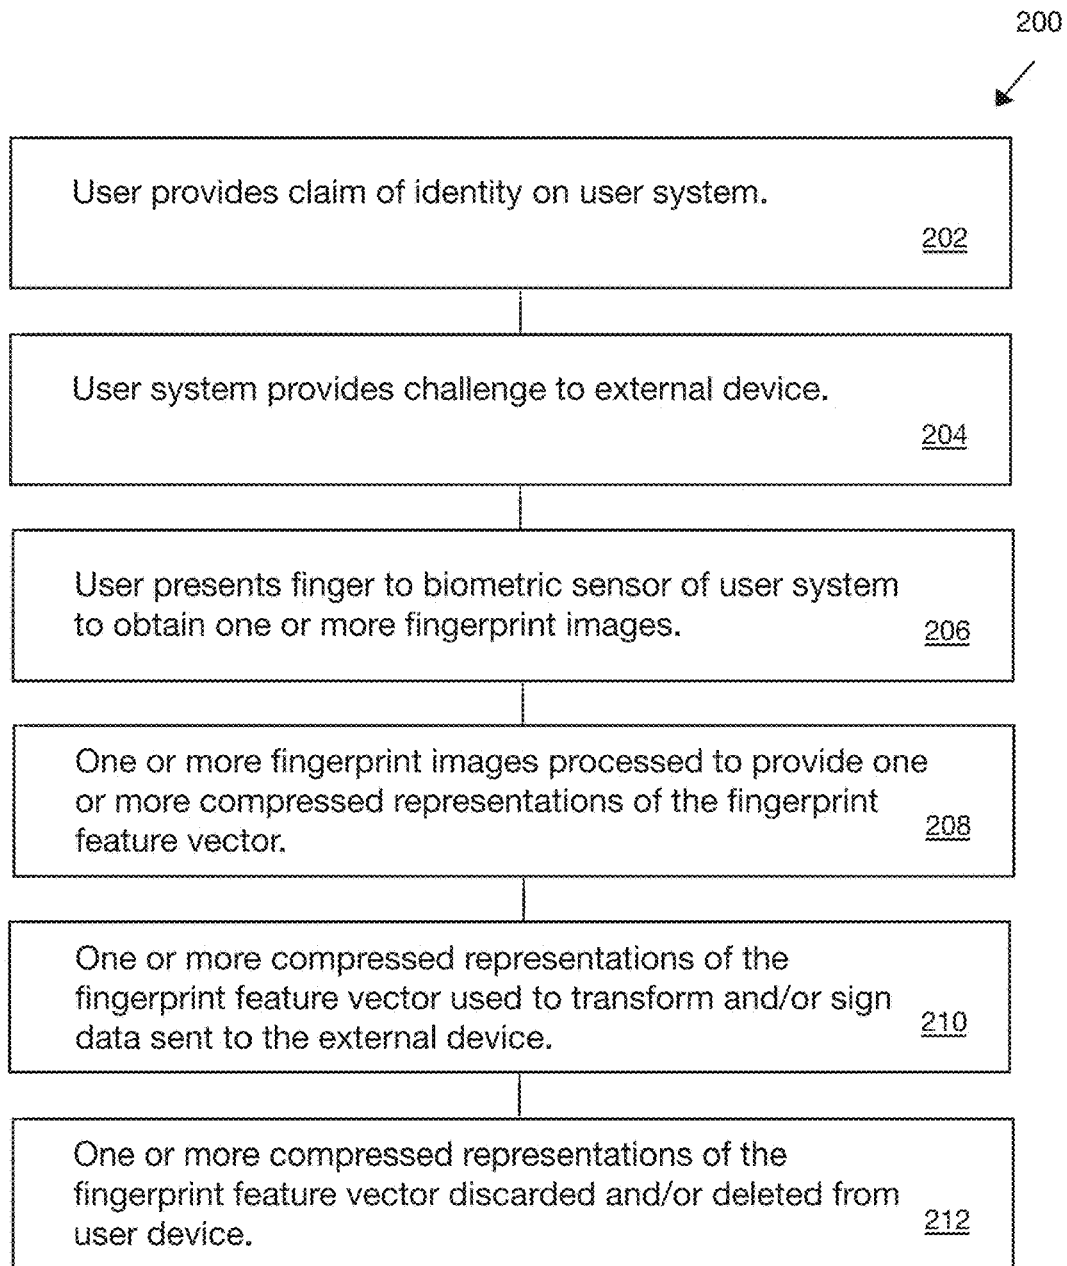 200
User provides claim of identity on user system.
202
User system provides challenge to external device.
204
User presents finger to biometric sensor of user system
to obtain one or more fingerprint images.
206
One or more fingerprint images processed to provide one
or more compressed representations of the fingerprint
feature vector.
208
One or more compressed representations of the
fingerprint feature vector used to transform and/or sign
data sent to the external device.
210
One or more compressed representations of the
fingerprint feature vector discarded and/or deleted from
user device.
212